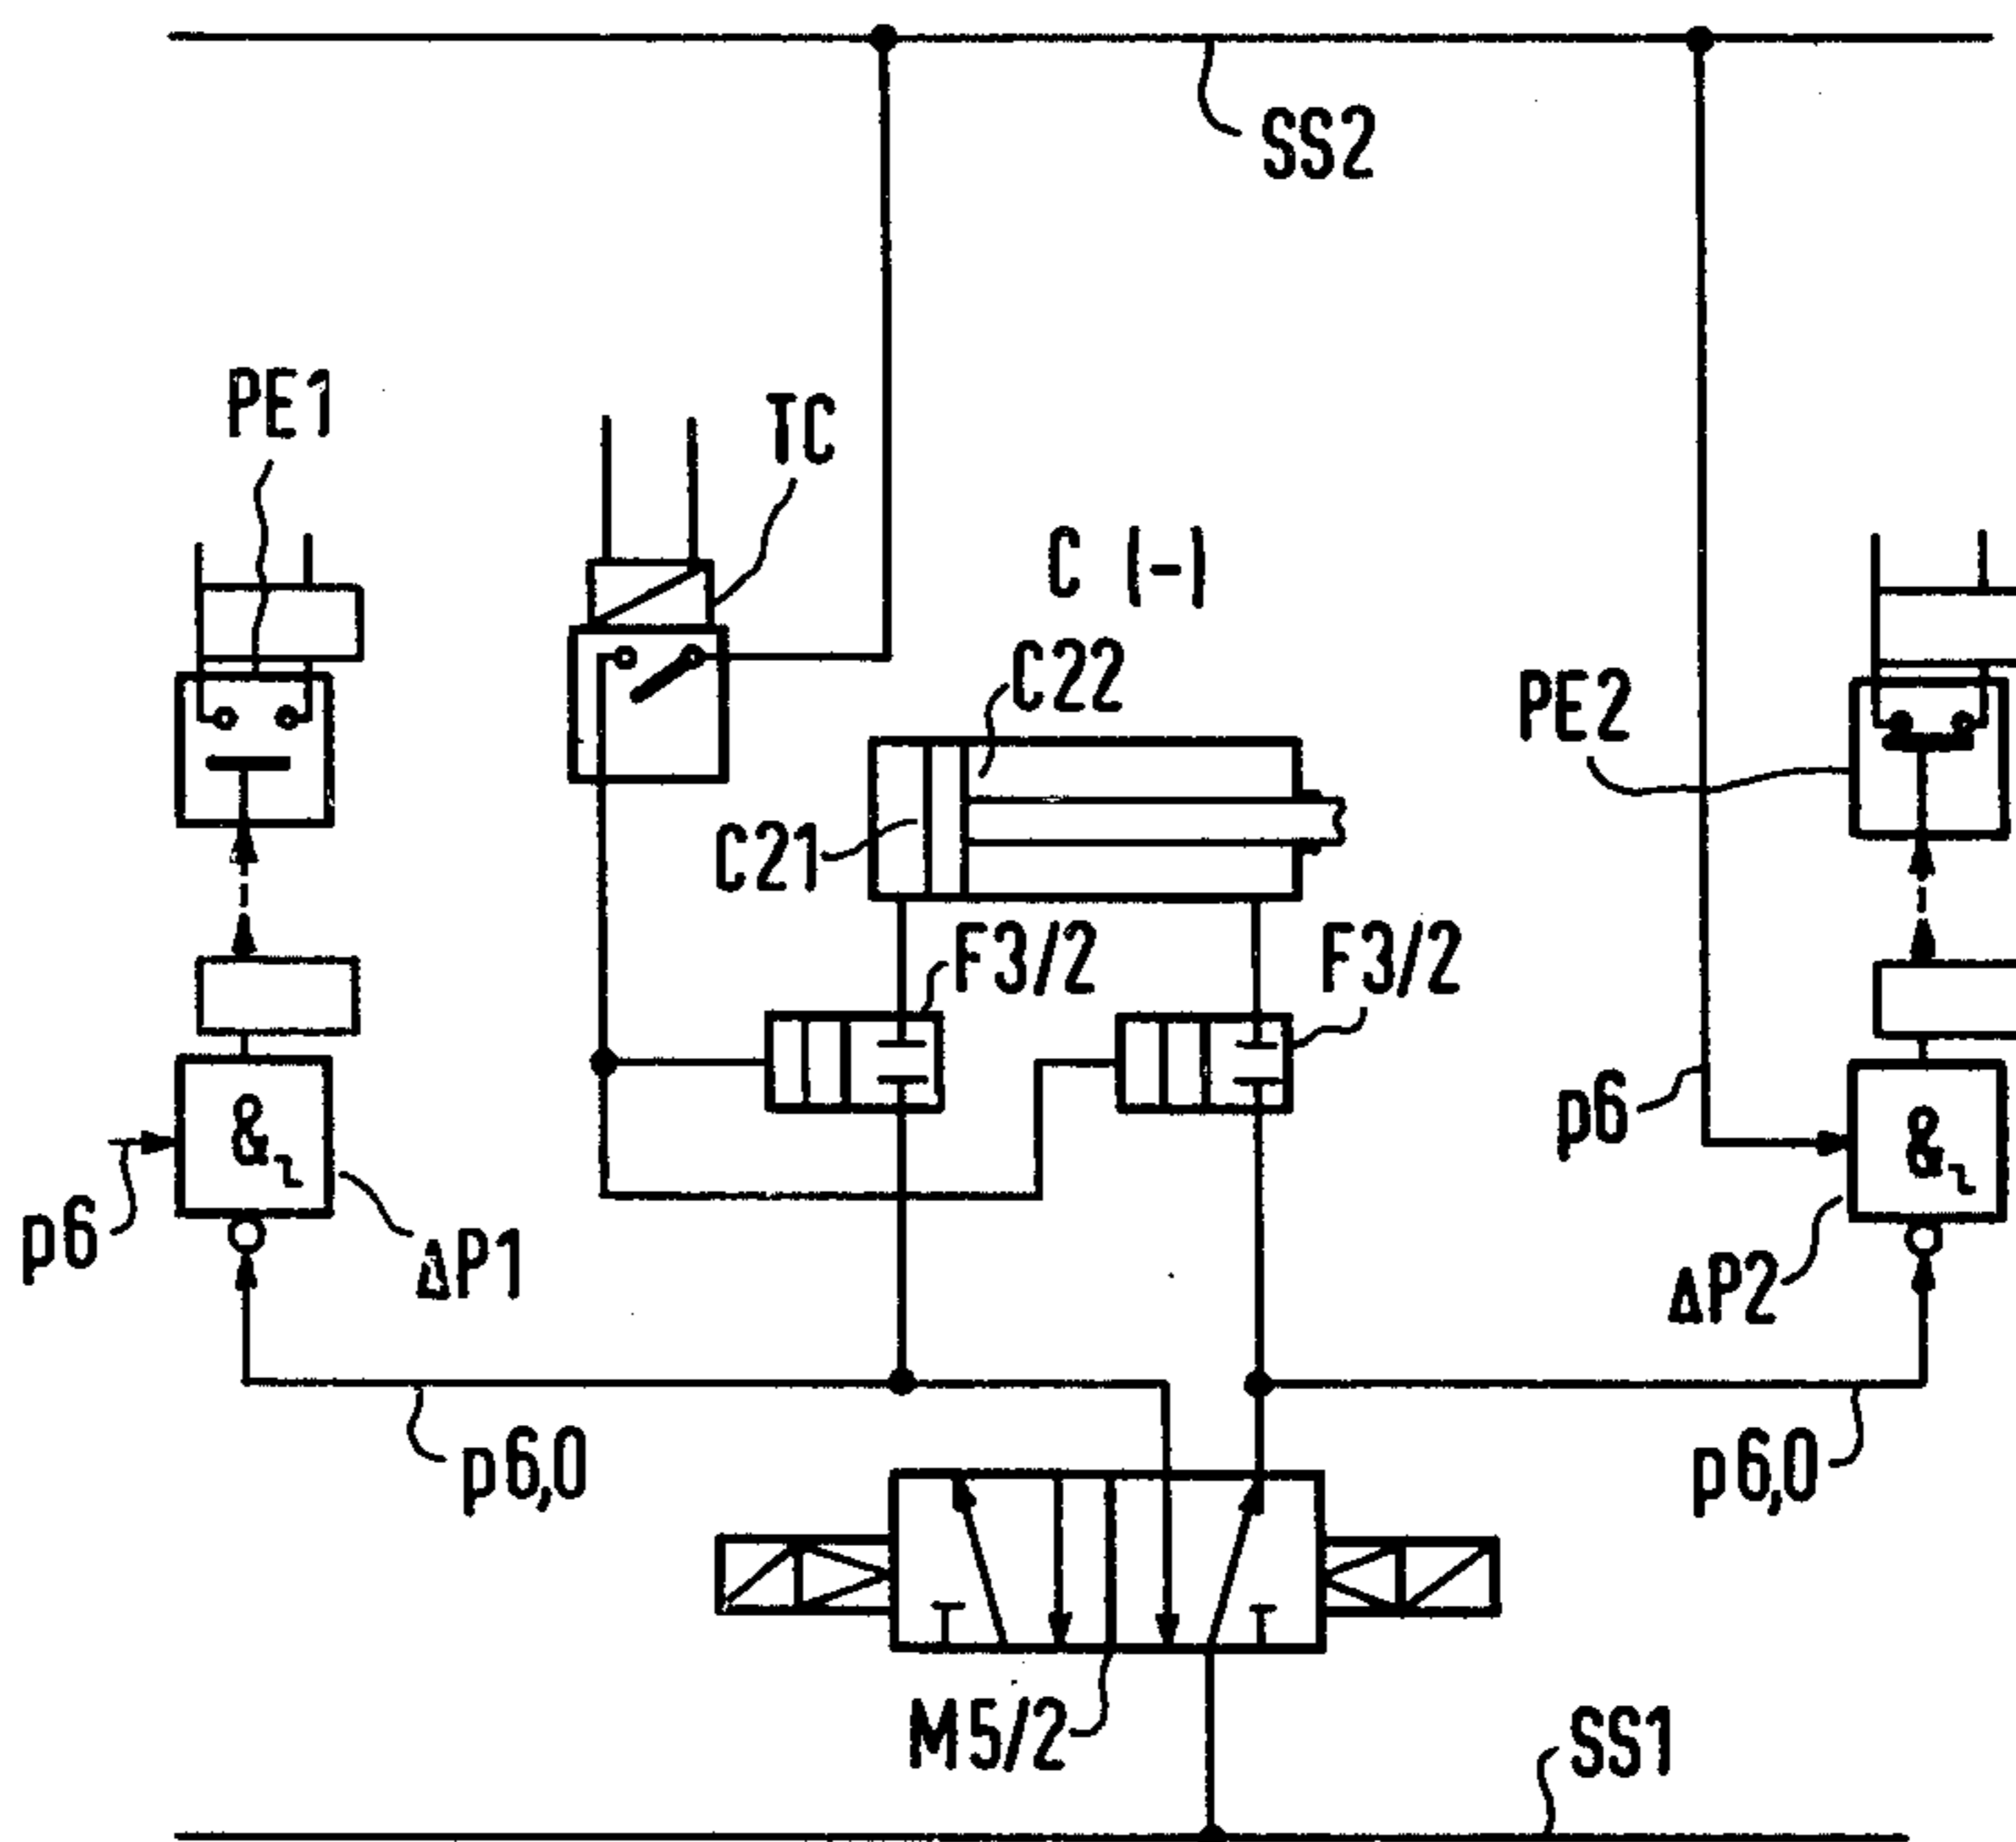 SS2
PE1
TC
C (-)
C22
PE2
C21
F3/2
F3/2
p6
&
&
p6
ΔP1
ΔP2
p6,0
p6,0
M5/2
SS1